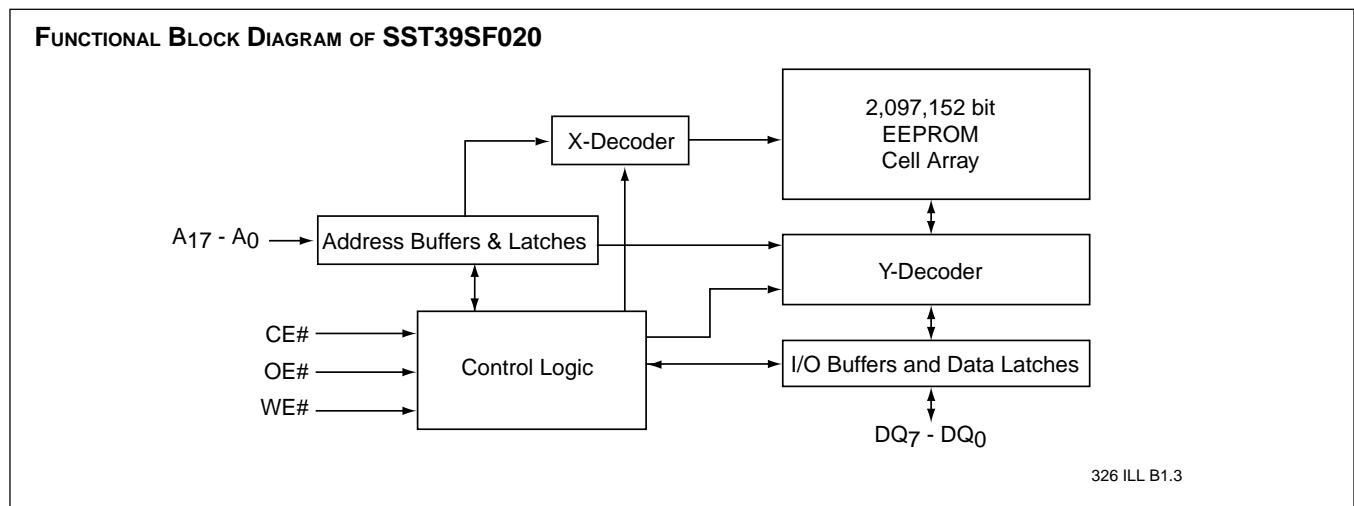 FUNCTIONAL BLOCK DIAGRAM OF SST39SF020
2,097,152 bit
EEPROM
Cell Array
X-Decoder
A17 - A0
Address Buffers & Latches
Y-Decoder
CE#
OE#
WE#
Control Logic
I/O Buffers and Data Latches
DQ7 - DQ0
326 ILL B1.3